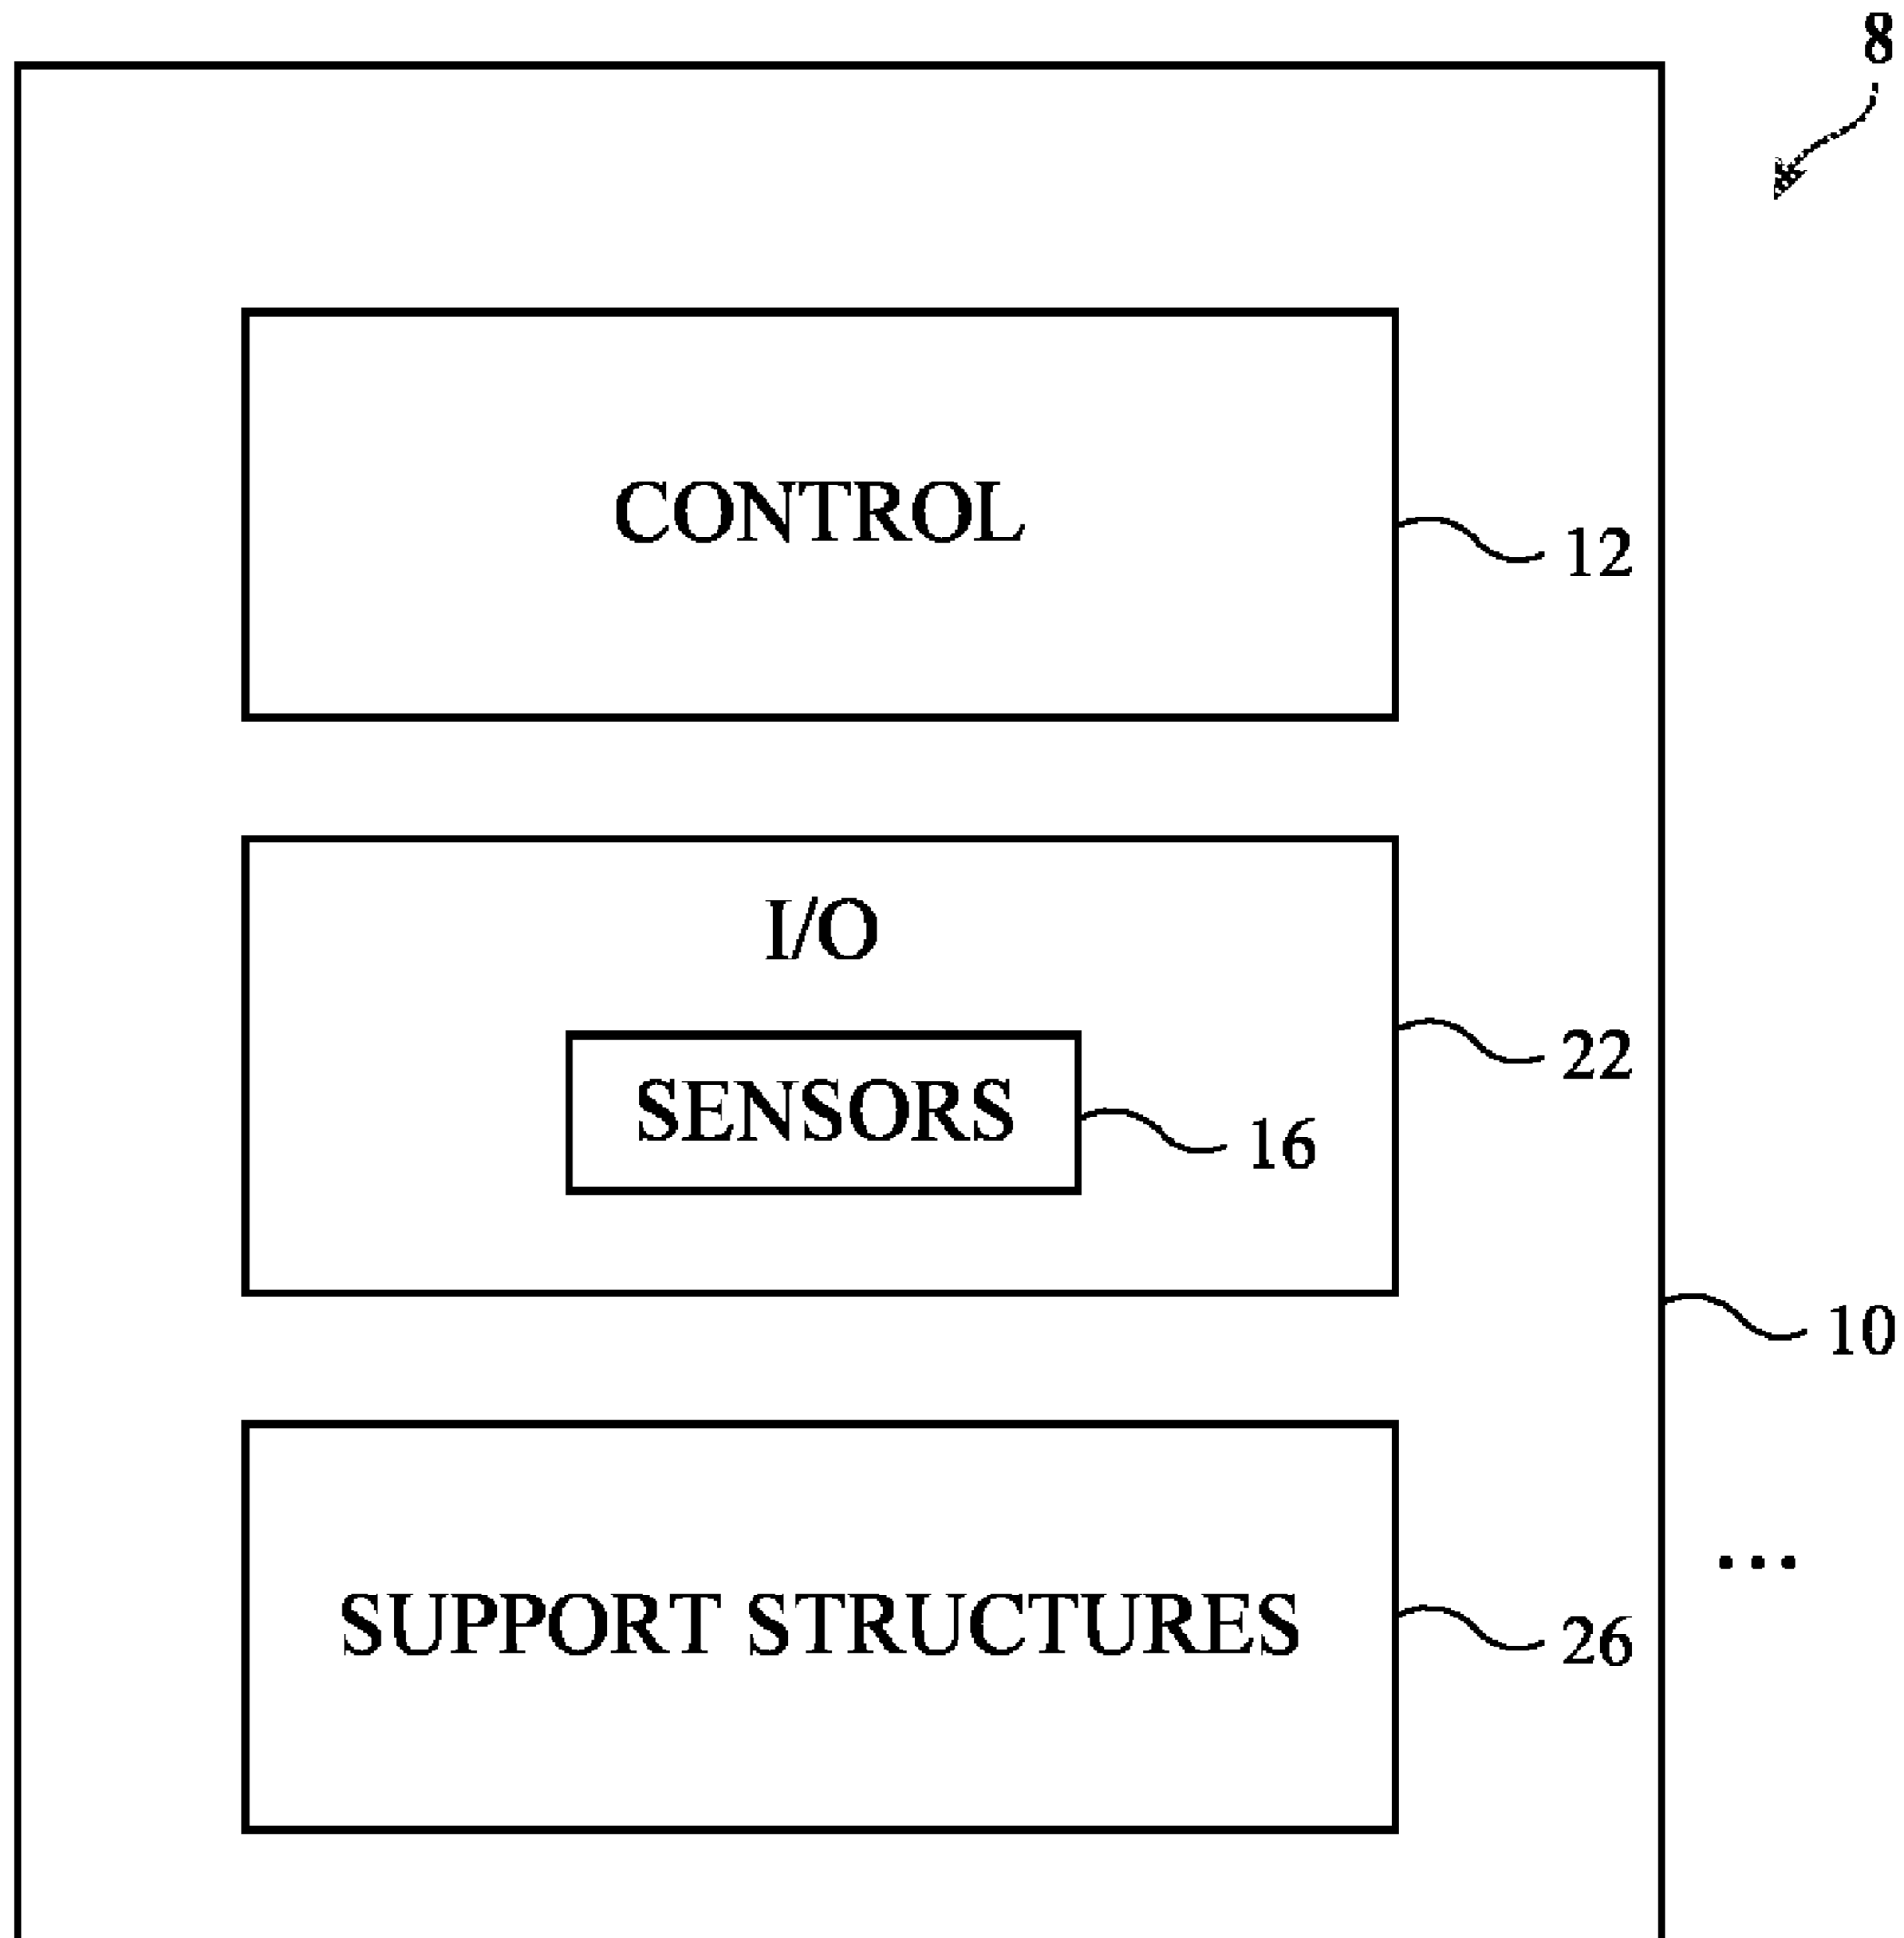 8
CONTROL
12
I/O
22
SENSORS
16
10
...
SUPPORT STRUCTURES
26